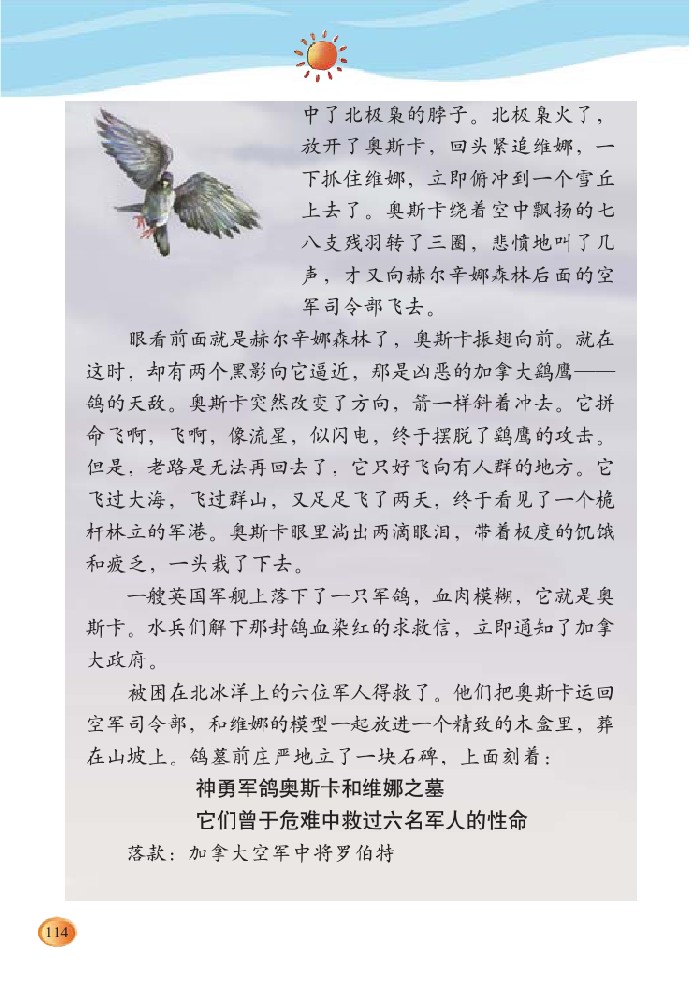 中了北极枭的脖子。北极枭火了，
放开了奥斯卡，回头紧追维娜，一
下抓住维娜，立即俯冲到一个雪丘
上去了。奥斯卡绕着空中飘扬的七
八支残羽转了三圈，悲愤地叫了几
声，才又向赫尔辛娜森林后面的空
军司令部飞去。
眼看前面就是赫尔辛娜森林了，奥斯卡振翅向前。就在
这时，却有两个黑影向它逼近，那是凶恶的加拿大鹞鹰——
鸽的天敌。奥斯卡突然改变了方向，箭一样斜着冲去。它拼
命飞啊，飞啊，像流星，似闪电，终于摆脱了鹞鹰的攻击。
但是，老路是无法再回去了，它只好飞向有人群的地方。它
飞过大海，飞过群山，又足足飞了两天，终于看见了一个桅
杆林立的军港。奥斯卡眼里淌出两滴眼泪，带着极度的饥饿
和疲乏，一头栽了下去。
一艘英国军舰上落下了一只军鸽，血肉模糊，它就是奥
斯卡。水兵们解下那封鸽血染红的求救信，立即通知了加拿
大政府。
被困在北冰洋上的六位军人得救了。他们把奥斯卡运回
空军司令部，和维娜的模型一起放进一个精致的木盒里，葬
在山坡上。鸽墓前庄严地立了一块石碑，上面刻着：
神勇军鸽奥斯卡和维娜之墓
它们曾于危难中救过六名军人的性命
落款：加拿大空军中将罗伯特
114